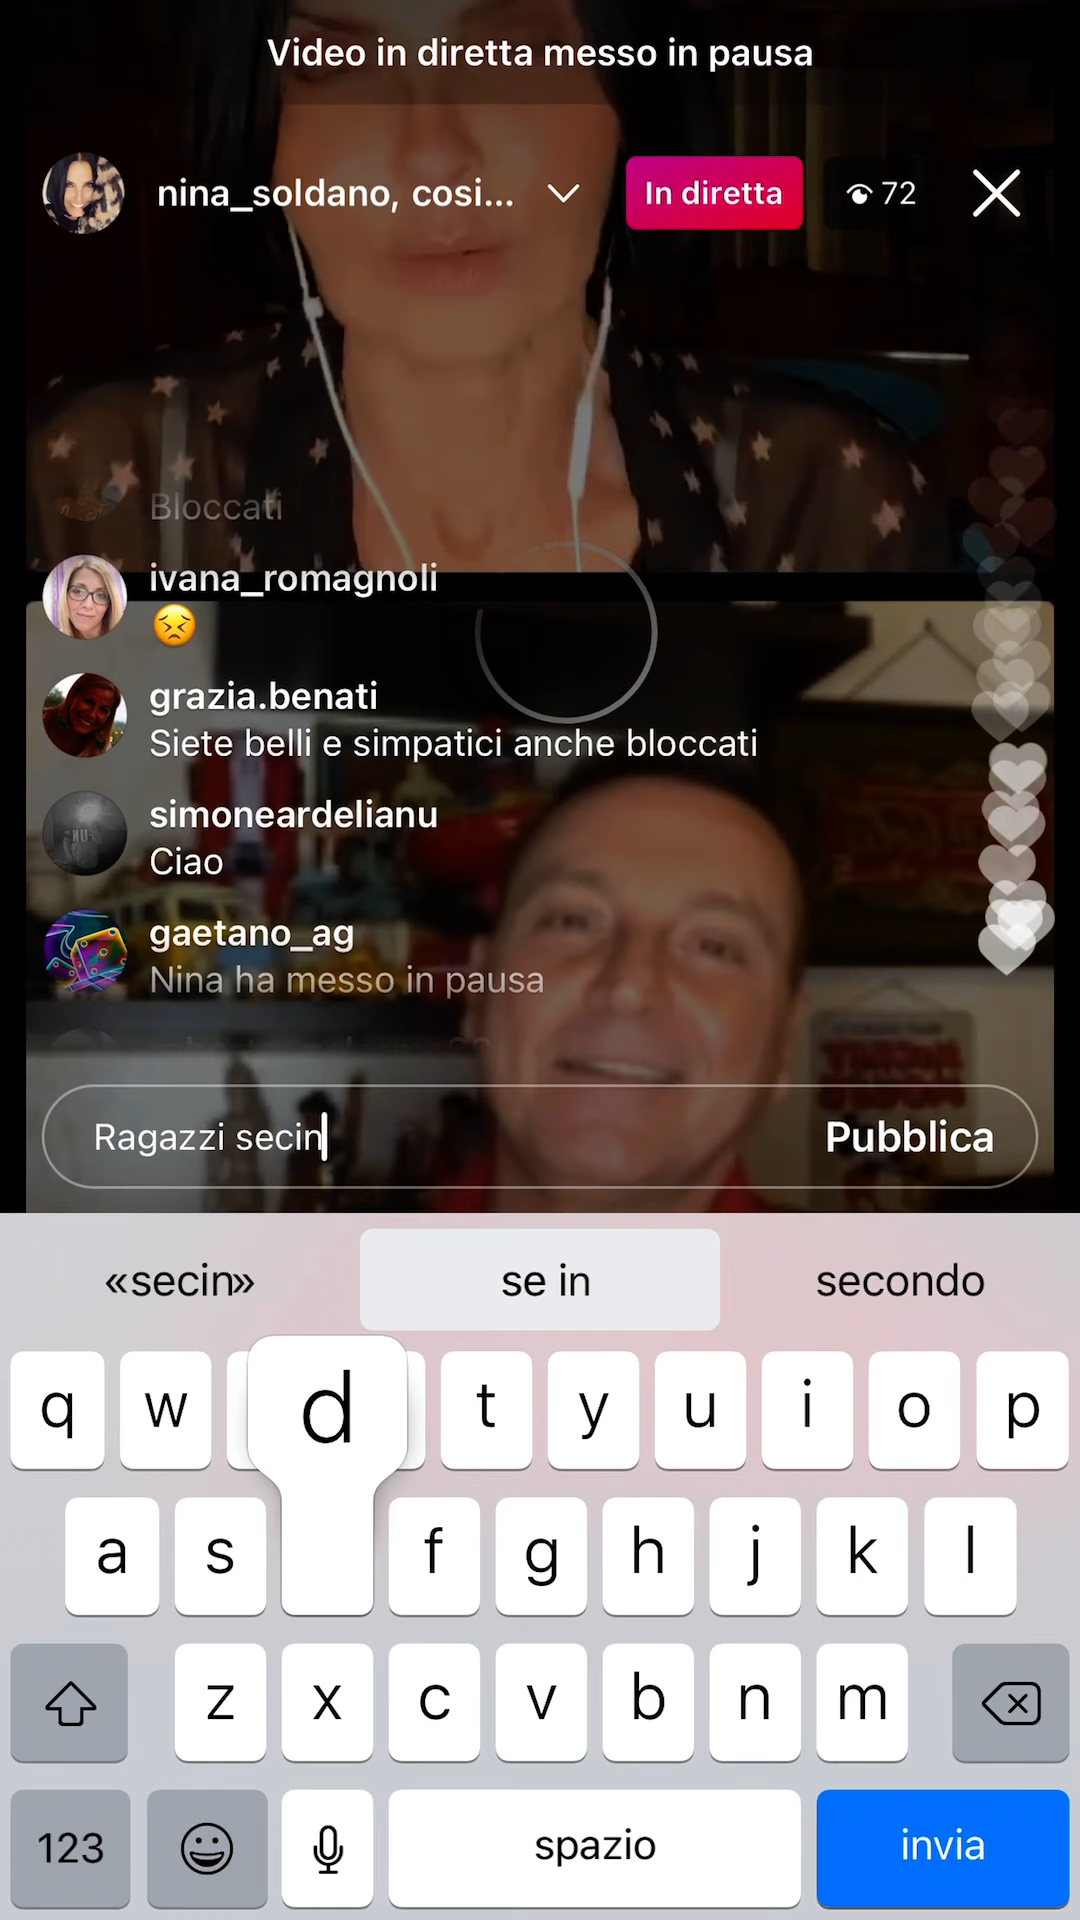 Video in diretta messo in pausa
nina_soldano, cosi...
In diretta
72
Bloccati
ivana_romagnoli
😣
grazia.benati
Siete belli e simpatici anche bloccati
simoneardelianu
Ciao
gaetano_ag
Nina ha messo in pausa
Ragazzi secin
Pubblica
«secin» se in secondo
q w d t y u i o p
a s f g h j k l
z x c v b n m
123 spazio invia